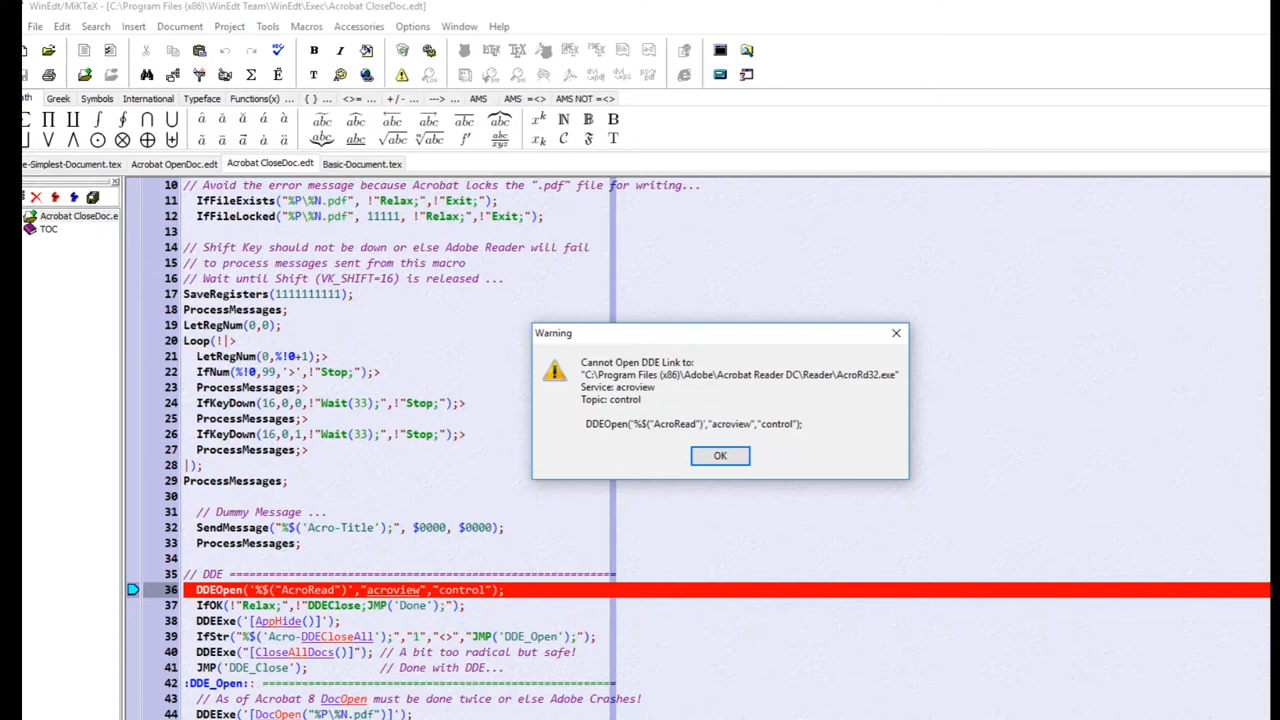 WinEdt/MiKTeX - [C:\Program Files (x86)\WinEdt Team\WinEdt\Exec\Acrobat CloseDoc.edt]
File Edit Search Insert Document Project Tools Macros Accessories Options Window Help
Greek Symbols International Typeface Functions(x) ... { } ... <>= ... + / - ... ---> ... AMS AMS =<> AMS NOT =<>
-Simplest-Document.tex Acrobat OpenDoc.edt Acrobat CloseDoc.edt Basic-Document.tex
Acrobat CloseDoc.e
TOC
10 // Avoid the error message because Acrobat locks the ".pdf" file for writing...
11 IfFileExists("%P\%N.pdf", !"Relax;",!"Exit;");
12 IfFileLocked("%P\%N.pdf", 11111, !"Relax;",!"Exit;");
13
14 // Shift Key should not be down or else Adobe Reader will fail
15 // to process messages sent from this macro
16 // Wait until Shift (VK_SHIFT=16) is released ...
17 SaveRegisters(1111111111);
18 ProcessMessages;
19 LetRegNum(0,0);
20 Loop(!|>
21 LetRegNum(0,%!0+1);>
22 IfNum(%!0,99,'>',!"Stop;");>
23 ProcessMessages;>
24 IfKeyDown(16,0,0,!"Wait(33);",!"Stop;");>
25 ProcessMessages;>
26 IfKeyDown(16,0,1,!"Wait(33);",!"Stop;");>
27 ProcessMessages;>
28 |);
29 ProcessMessages;
30
31 // Dummy Message ...
32 SendMessage("%$('Acro-Title');", $0000, $0000);
33 ProcessMessages;
34
35 // DDE =======================================================
36 DDEOpen('%$("AcroRead")',"acroview","control");
37 IfOK(!"Relax;",!"DDEClose;JMP('Done');");
38 DDEExe('[AppHide()]');
39 IfStr("%$('Acro-DDECloseAll');","1","<>","JMP('DDE_Open');");
40 DDEExe("[CloseAllDocs()]"); // A bit too radical but safe!
41 JMP('DDE_Close'); // Done with DDE...
42 :DDE_Open:: ==================================================
43 // As of Acrobat 8 DocOpen must be done twice or else Adobe Crashes!
44 DDEExe('[DocOpen("%P\%N.pdf")]');
Warning
Cannot Open DDE Link to:
"C:\Program Files (x86)\Adobe\Acrobat Reader DC\Reader\AcroRd32.exe"
Service: acroview
Topic: control
DDEOpen('%$("AcroRead")',"acroview","control");
OK